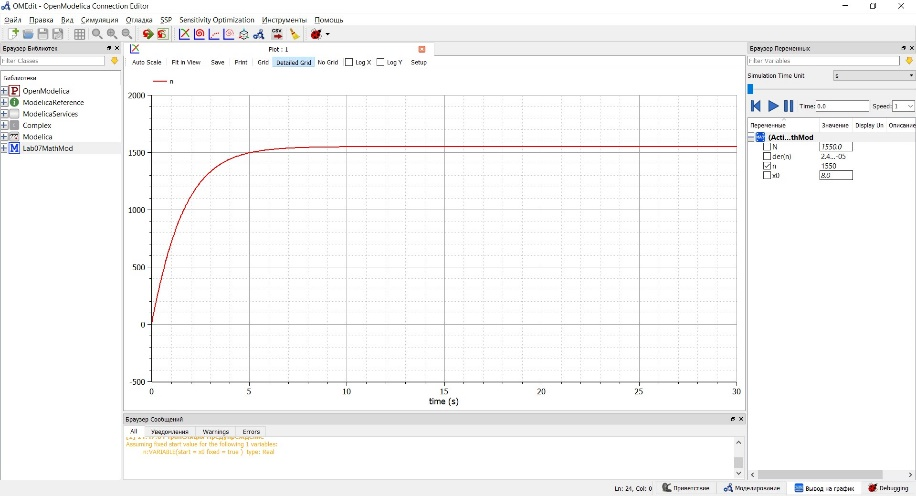 OMEdit - OpenModelica Connection Editor
Файл Правка Вид Симуляция Отладка SSP Sensitivity Optimization Инструменты Помощь
Браузер Библиотек
Filter Classes
Библиотеки
OpenModelica
ModelicaReference
ModelicaServices
Complex
Modelica
Lab07MathMod
Plot : 1
Auto Scale Fit in View Save Print Grid Detailed Grid No Grid Log X Log Y Setup
n
2000
1500
1000
500
0
-500
0 5 10 15 20 25 30
time (s)
Браузер Сообщений
All Уведомления Warnings Errors
Assuming fixed start value for the following 1 variables:
n:VARIABLE(start = x0 fixed = true ) type: Real
Браузер Переменных
Filter Variables
Simulation Time Unit s
Time: 0.0 Speed: 1
Переменные Значение Display Un Описание
(Acti...thMod
N 1550.0
der(n) 2.4...-05
n 1550
x0 8.0
Ln: 24, Col: 0 Приветствие Моделирование Вывод на график Debugging